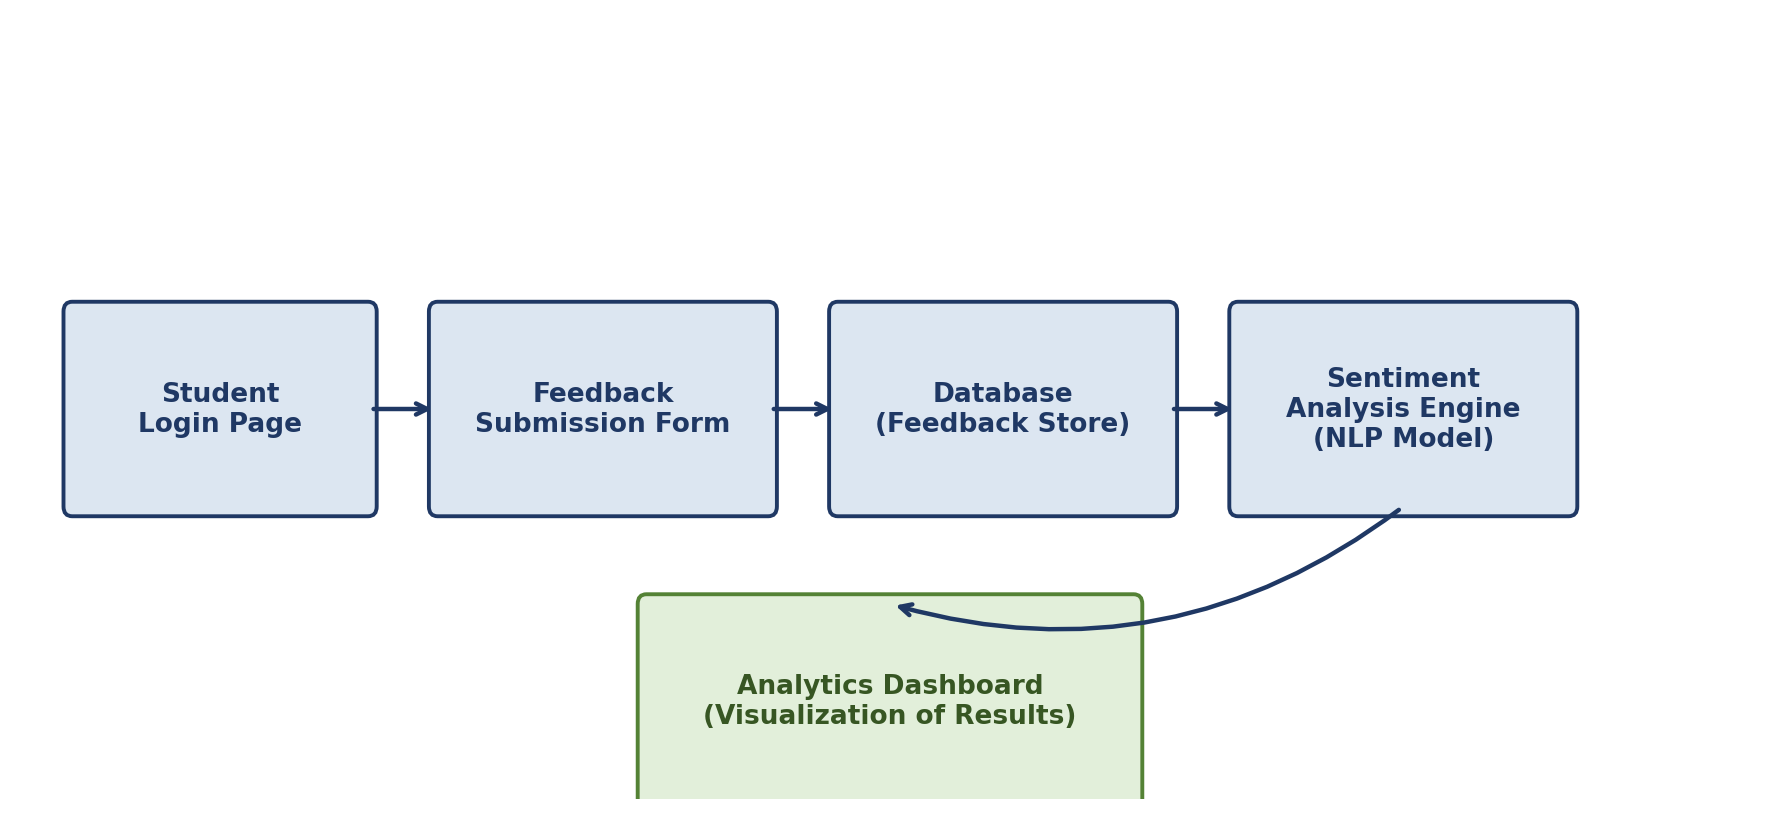 Student
Login Page
Feedback
Submission Form
Database
(Feedback Store)
Sentiment
Analysis Engine
(NLP Model)
Analytics Dashboard
(Visualization of Results)